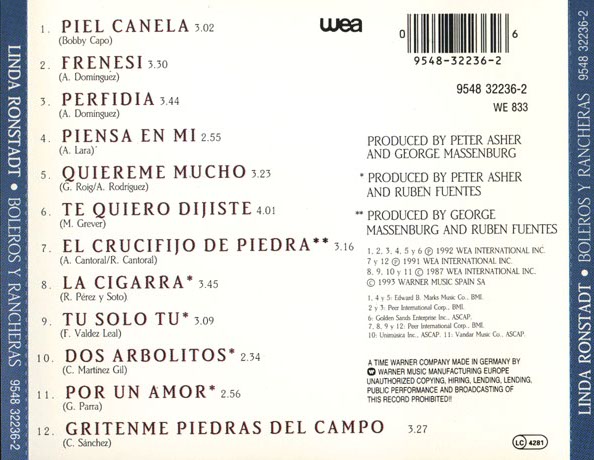 LINDA RONSTADT • BOLEROS Y RANCHERAS 9548 32236-2
1. PIEL CANELA 3.02
(Bobby Capo)
2. FRENESI 3.30
(A. Dominguez)
3. PERFIDIA 3.44
(A. Dominguez)
4. PIENSA EN MI 2.55
(A. Lara)
5. QUIEREME MUCHO 3.23
(G. Roig/A. Rodriguez)
6. TE QUIERO DIJISTE 4.01
(M. Grever)
7. EL CRUCIFIJO DE PIEDRA** 3.16
(A. Cantoral/R. Cantoral)
8. LA CIGARRA* 3.45
(R. Pérez y Soto)
9. TU SOLO TU* 3.09
(F. Valdez Leal)
10. DOS ARBOLITOS* 2.34
(C. Martinez Gil)
11. POR UN AMOR* 2.56
(G. Parra)
12. GRITENME PIEDRAS DEL CAMPO 3.27
(C. Sánchez)
wea
0 6
9548-32236-2
9548 32236-2
WE 833
PRODUCED BY PETER ASHER
AND GEORGE MASSENBURG
* PRODUCED BY PETER ASHER
AND RUBEN FUENTES
** PRODUCED BY GEORGE
MASSENBURG AND RUBEN FUENTES
1, 2, 3, 4, 5 y 6 ℗ 1992 WEA INTERNATIONAL INC.
7 y 12 ℗ 1991 WEA INTERNATIONAL INC.
8, 9, 10 y 11 © 1987 WEA INTERNATIONAL INC.
© 1993 WARNER MUSIC SPAIN SA
1, 4 y 5: Edward B. Marks Music Co., BMI.
2 y 3: Peer International Corp., BMI.
6: Golden Sands Enterprise Inc., ASCAP.
7, 8, 9 y 12: Peer International Corp., BMI.
10: Unimúsica Inc., ASCAP. 11: Vandar Music Co., ASCAP.
A TIME WARNER COMPANY MADE IN GERMANY BY
WARNER MUSIC MANUFACTURING EUROPE
UNAUTHORIZED COPYING, HIRING, LENDING, LENDING,
PUBLIC PERFORMANCE AND BROADCASTING OF
THIS RECORD PROHIBITED!!
LC 4281
LINDA RONSTADT • BOLEROS Y RANCHERAS 9548 32236-2